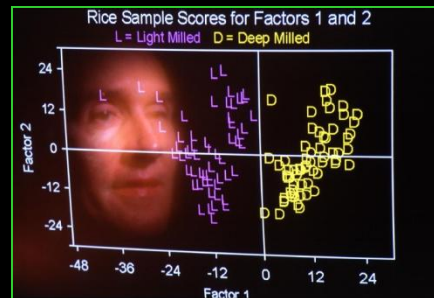 Rice Sample Scores for Factors 1 and 2
L = Light Milled D = Deep Milled
24
12
0
-12
-24
Factor 2
-48 -36 -24 -12 0 12 24
Factor 1